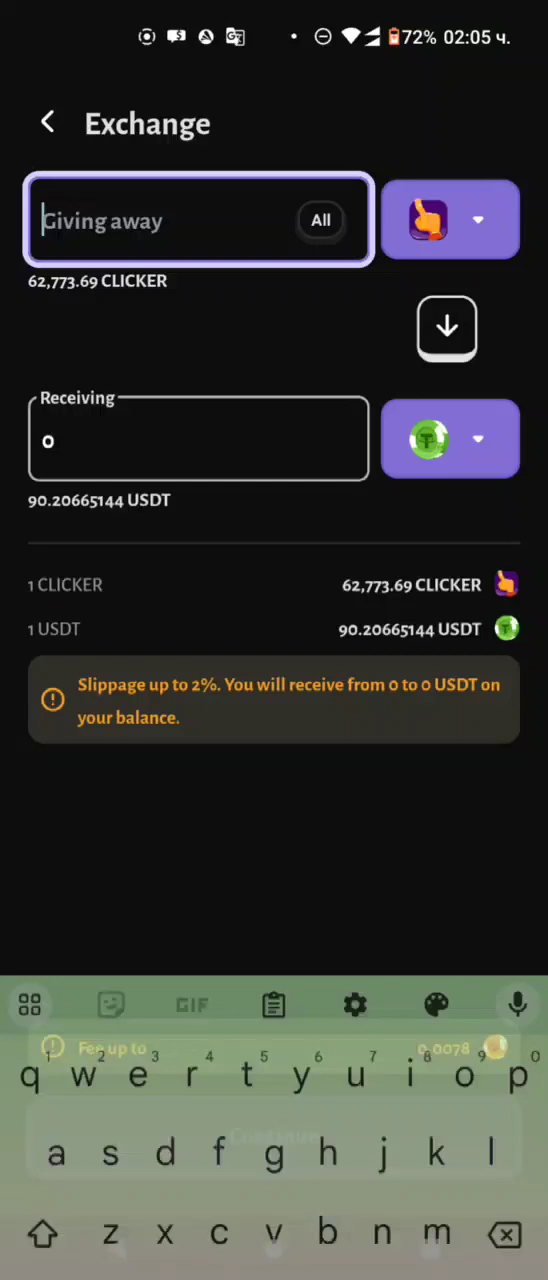 72% 02:05 ч.
Exchange
Giving away
All
62,773.69 CLICKER
Receiving
0
90.20665144 USDT
1 CLICKER
62,773.69 CLICKER
1 USDT
90.20665144 USDT
Slippage up to 2%. You will receive from 0 to 0 USDT on
your balance.
GIF
Fee up to
0.0078
1 2 3 4 5 6 7 8 9 0
q w e r t y u i o p
Continue
a s d f g h j k l
z x c v b n m